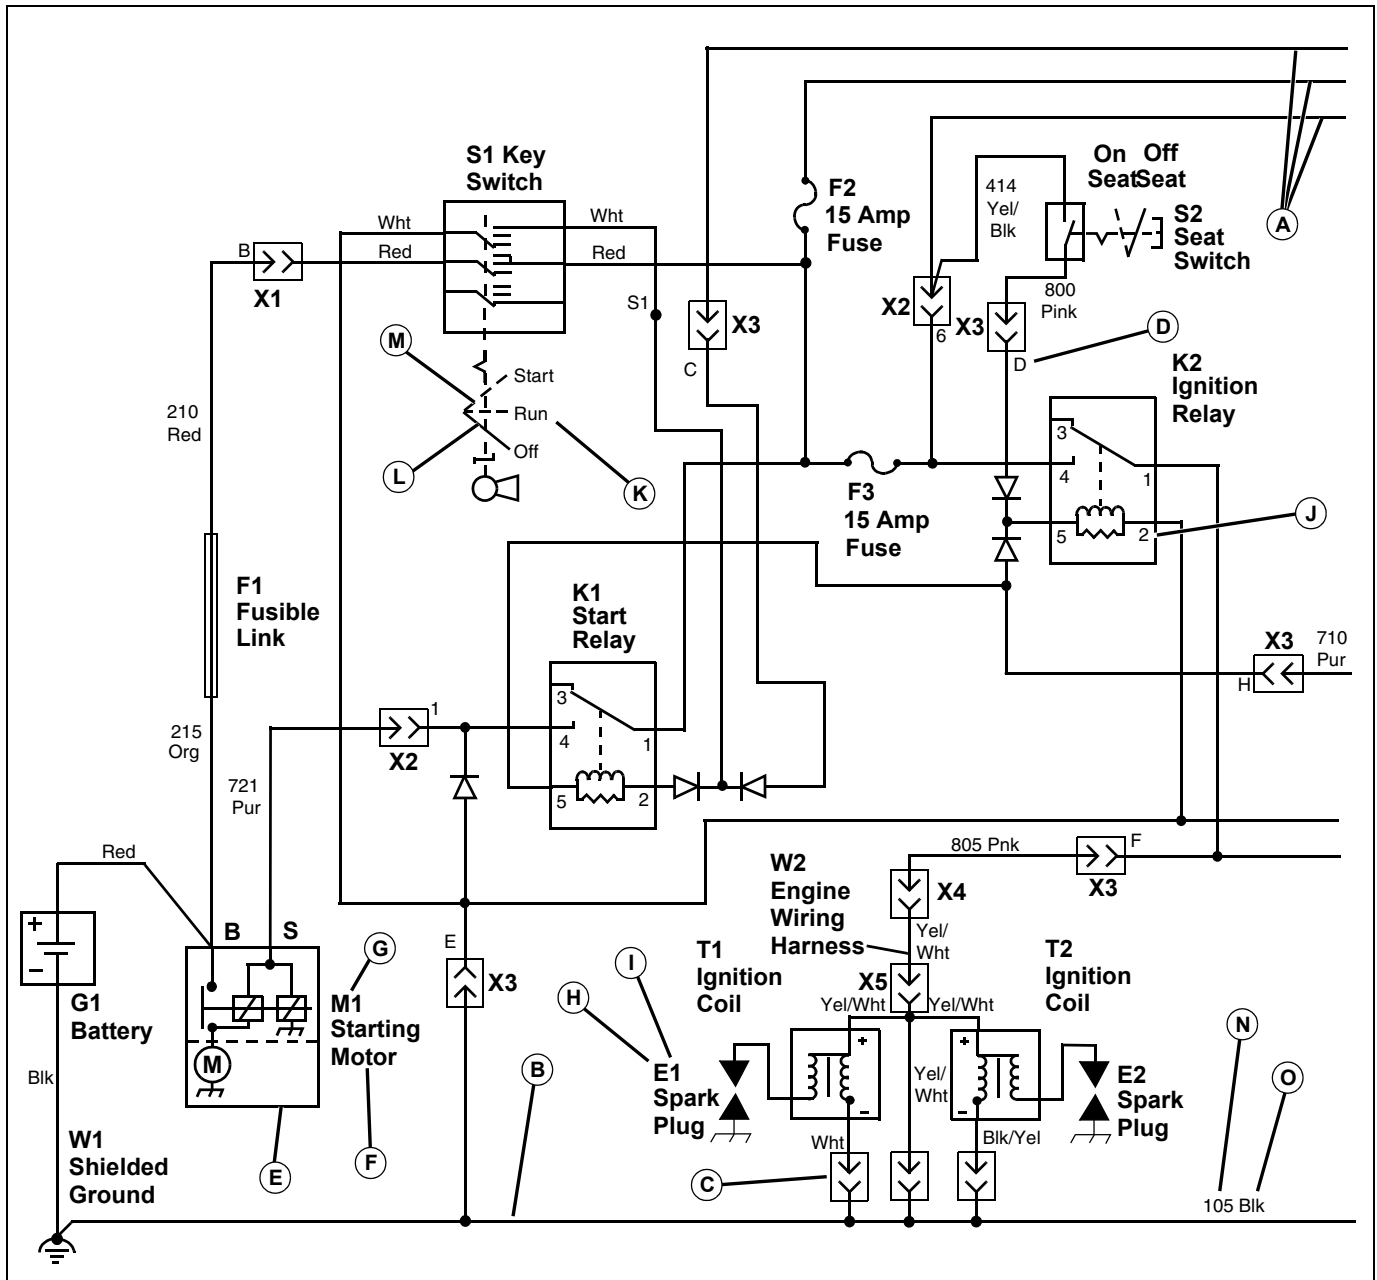 S1 Key
Switch
Wht
Wht
Red
Red
B
X1
S1
F2
15 Amp
Fuse
414
Yel/
Blk
On
Seat
Off
Seat
S2
Seat
Switch
A
X2
6
X3
800
Pink
D
D
X3
C
M
Start
Run
Off
L
K
210
Red
K2
Ignition
Relay
3
4
1
5
2
J
F3
15 Amp
Fuse
F1
Fusible
Link
K1
Start
Relay
3
4
1
5
2
X3
710
Pur
H
215
Org
721
Pur
1
X2
Red
805 Pnk
F
X3
W2
Engine
Wiring
Harness
X4
Yel/
Wht
+
–
G1
Battery
B
S
M
G
M1
Starting
Motor
E
X3
H
I
T1
Ignition
Coil
X5
Yel/Wht
Yel/Wht
T2
Ignition
Coil
Blk
B
E1
Spark
Plug
+
–
Yel/
Wht
+
–
E2
Spark
Plug
N
O
W1
Shielded
Ground
E
F
Wht
Blk/Yel
C
105 Blk